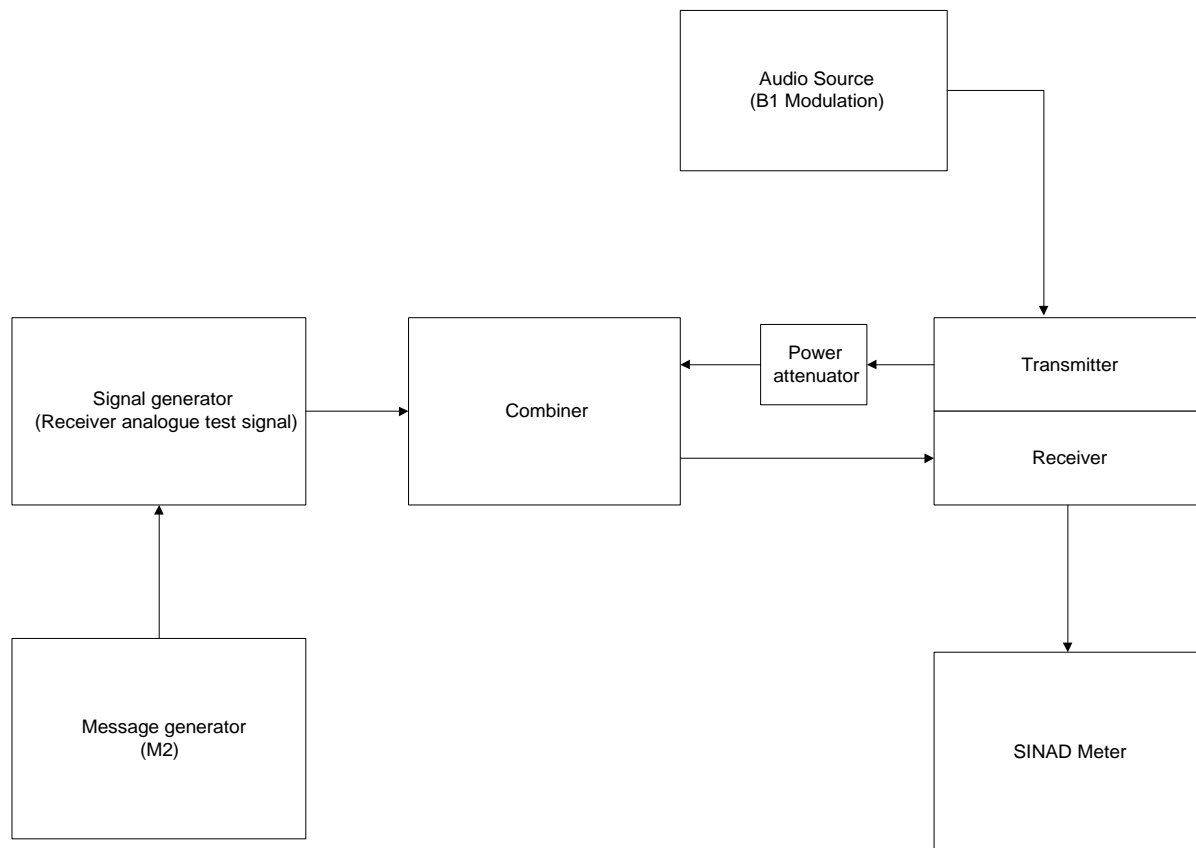 Audio Source
(B1 Modulation)
Signal generator
(Receiver analogue test signal)
Combiner
Power
attenuator
Transmitter
Receiver
Message generator
(M2)
SINAD Meter